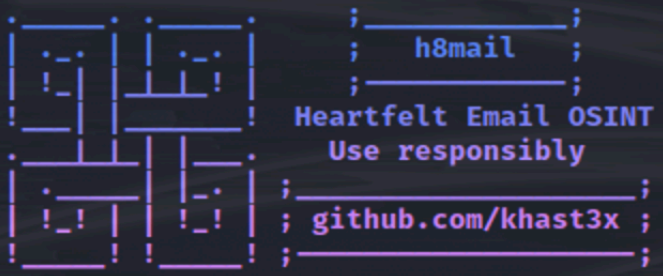 h8mail
Heartfelt Email OSINT
Use responsibly
github.com/khast3x